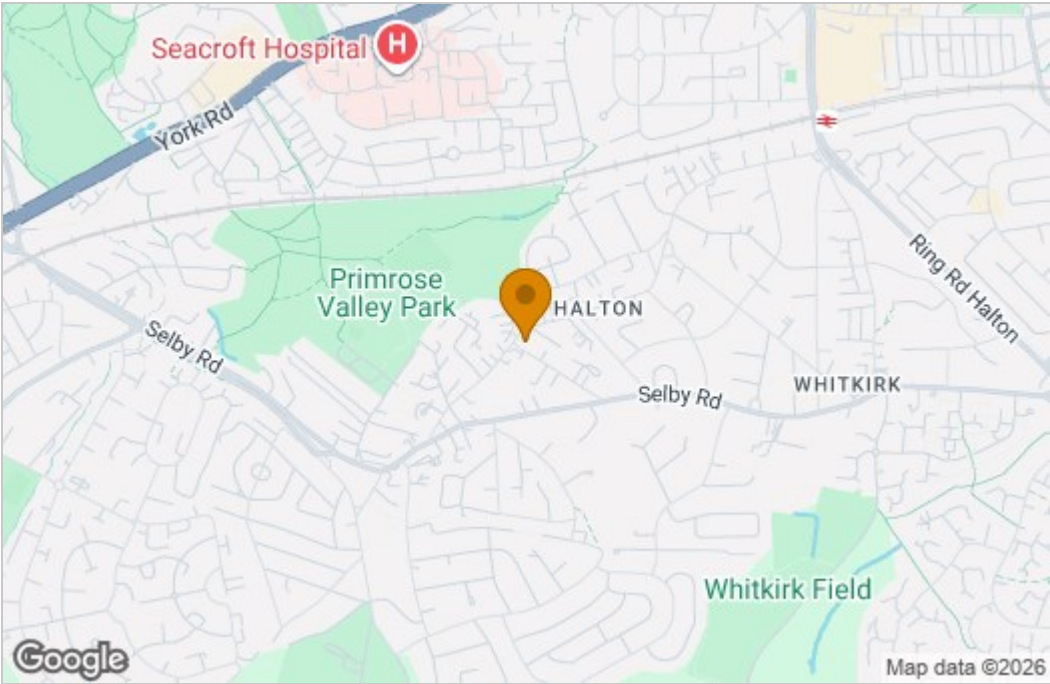 Seacroft Hospital
H
York Rd
Ring Rd Halton
Primrose
Valley Park
HALTON
Selby Rd
Selby Rd
WHITKIRK
Whitkirk Field
Google
Map data ©2026